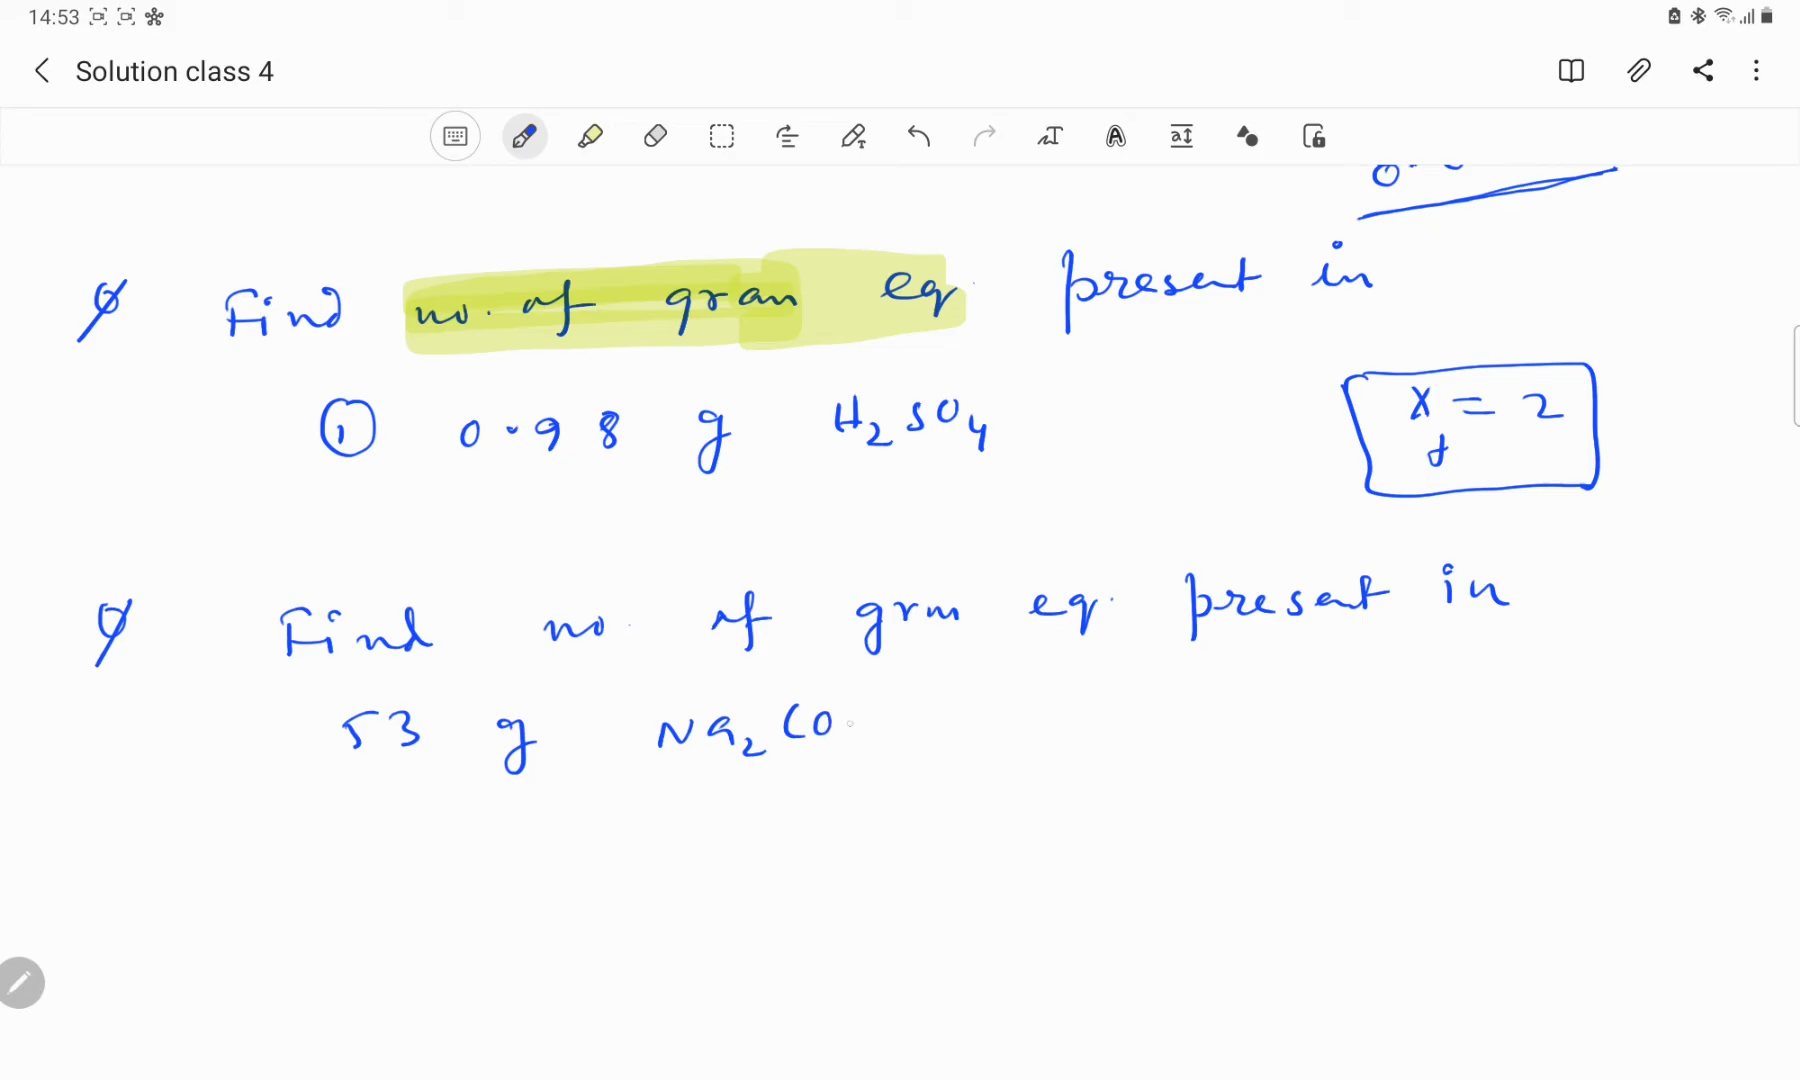 14:53
Solution class 4
Q Find no. of gram eq. present in
① 0.98 g H₂SO₄
x = 2
f
Q Find no. of grm eq. present in
53 g Na₂CO